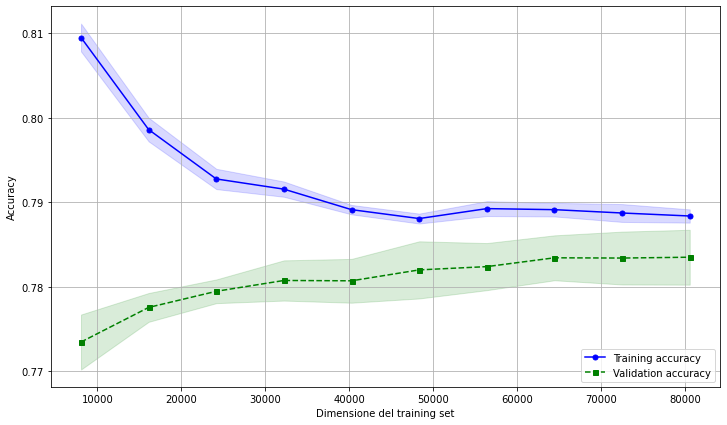 0.81
0.80
0.79
0.78
0.77
Accuracy
10000 20000 30000 40000 50000 60000 70000 80000
Dimensione del training set
Training accuracy
Validation accuracy